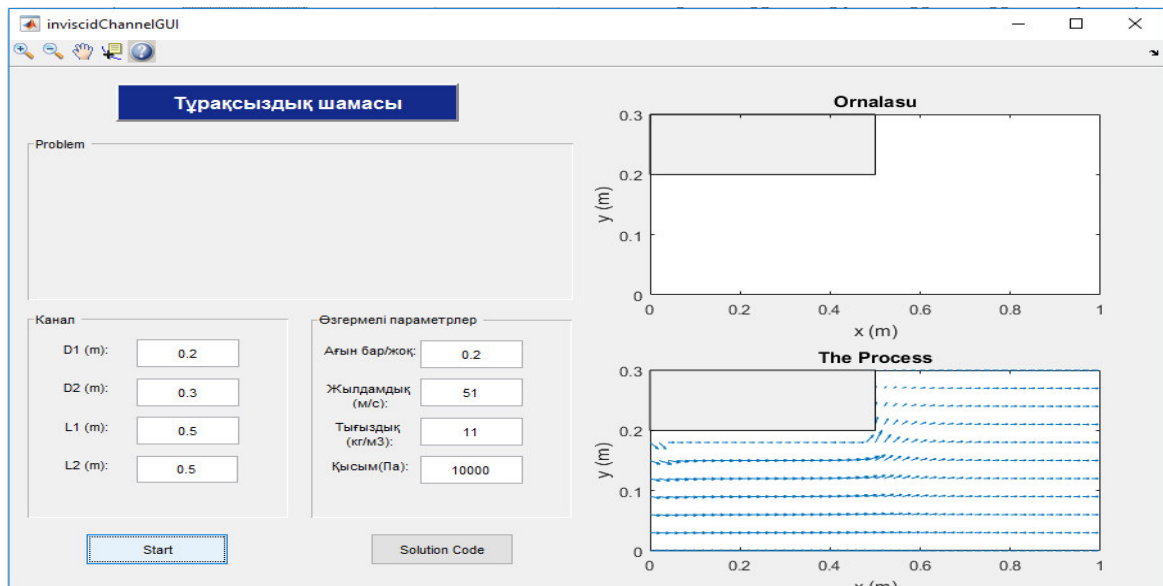 inviscidChannelGUI
Тұрақсыздық шамасы
Problem
Канал
D1 (m):
0.2
D2 (m):
0.3
L1 (m):
0.5
L2 (m):
0.5
Өзгермелі параметрлер
Ағын бар/жоқ:
0.2
Жылдамдық
(м/с):
51
Тығыздық
(кг/м3):
11
Қысым(Па):
10000
Start
Solution Code
Ornalasu
0.3
0.2
0.1
0
y (m)
0 0.2 0.4 0.6 0.8 1
x (m)
The Process
0.3
0.2
0.1
0
y (m)
0 0.2 0.4 0.6 0.8 1
x (m)